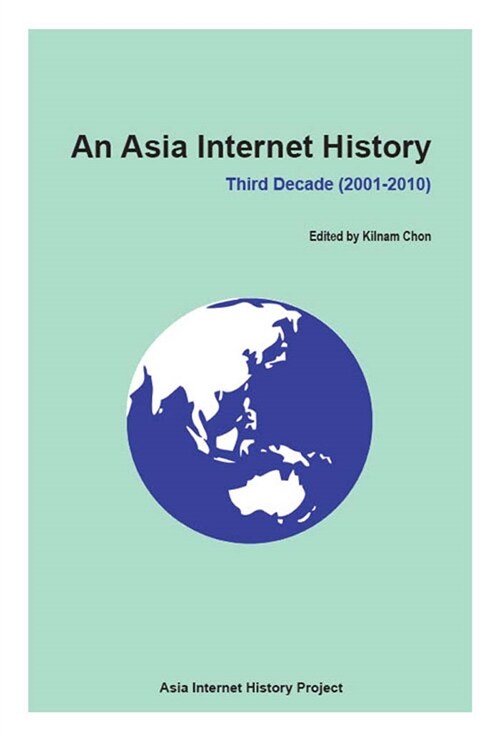 An Asia Internet History
Third Decade (2001-2010)
Edited by Kilnam Chon
Asia Internet History Project